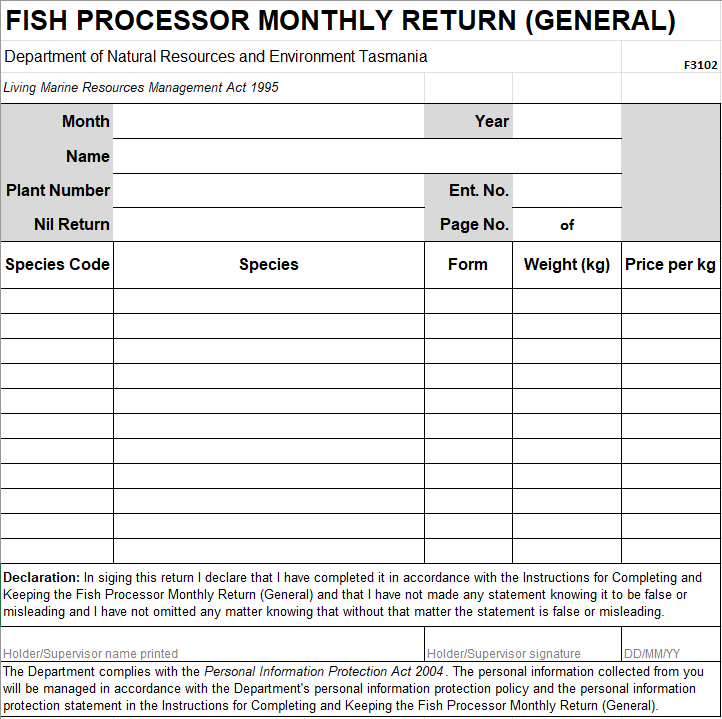 FISH PROCESSOR MONTHLY RETURN (GENERAL)
Department of Natural Resources and Environment Tasmania
F3102
Living Marine Resources Management Act 1995
Month Year
Name
Plant Number Ent. No.
Nil Return Page No. of
Species Code Species Form Weight (kg) Price per kg
Declaration: In siging this return I declare that I have completed it in accordance with the Instructions for Completing and
Keeping the Fish Processor Monthly Return (General) and that I have not made any statement knowing it to be false or
misleading and I have not omitted any matter knowing that without that matter the statement is false or misleading.
Holder/Supervisor name printed Holder/Supervisor signature DD/MM/YY
The Department complies with the Personal Information Protection Act 2004. The personal information collected from you
will be managed in accordance with the Department's personal information protection policy and the personal information
protection statement in the Instructions for Completing and Keeping the Fish Processor Monthly Return (General).